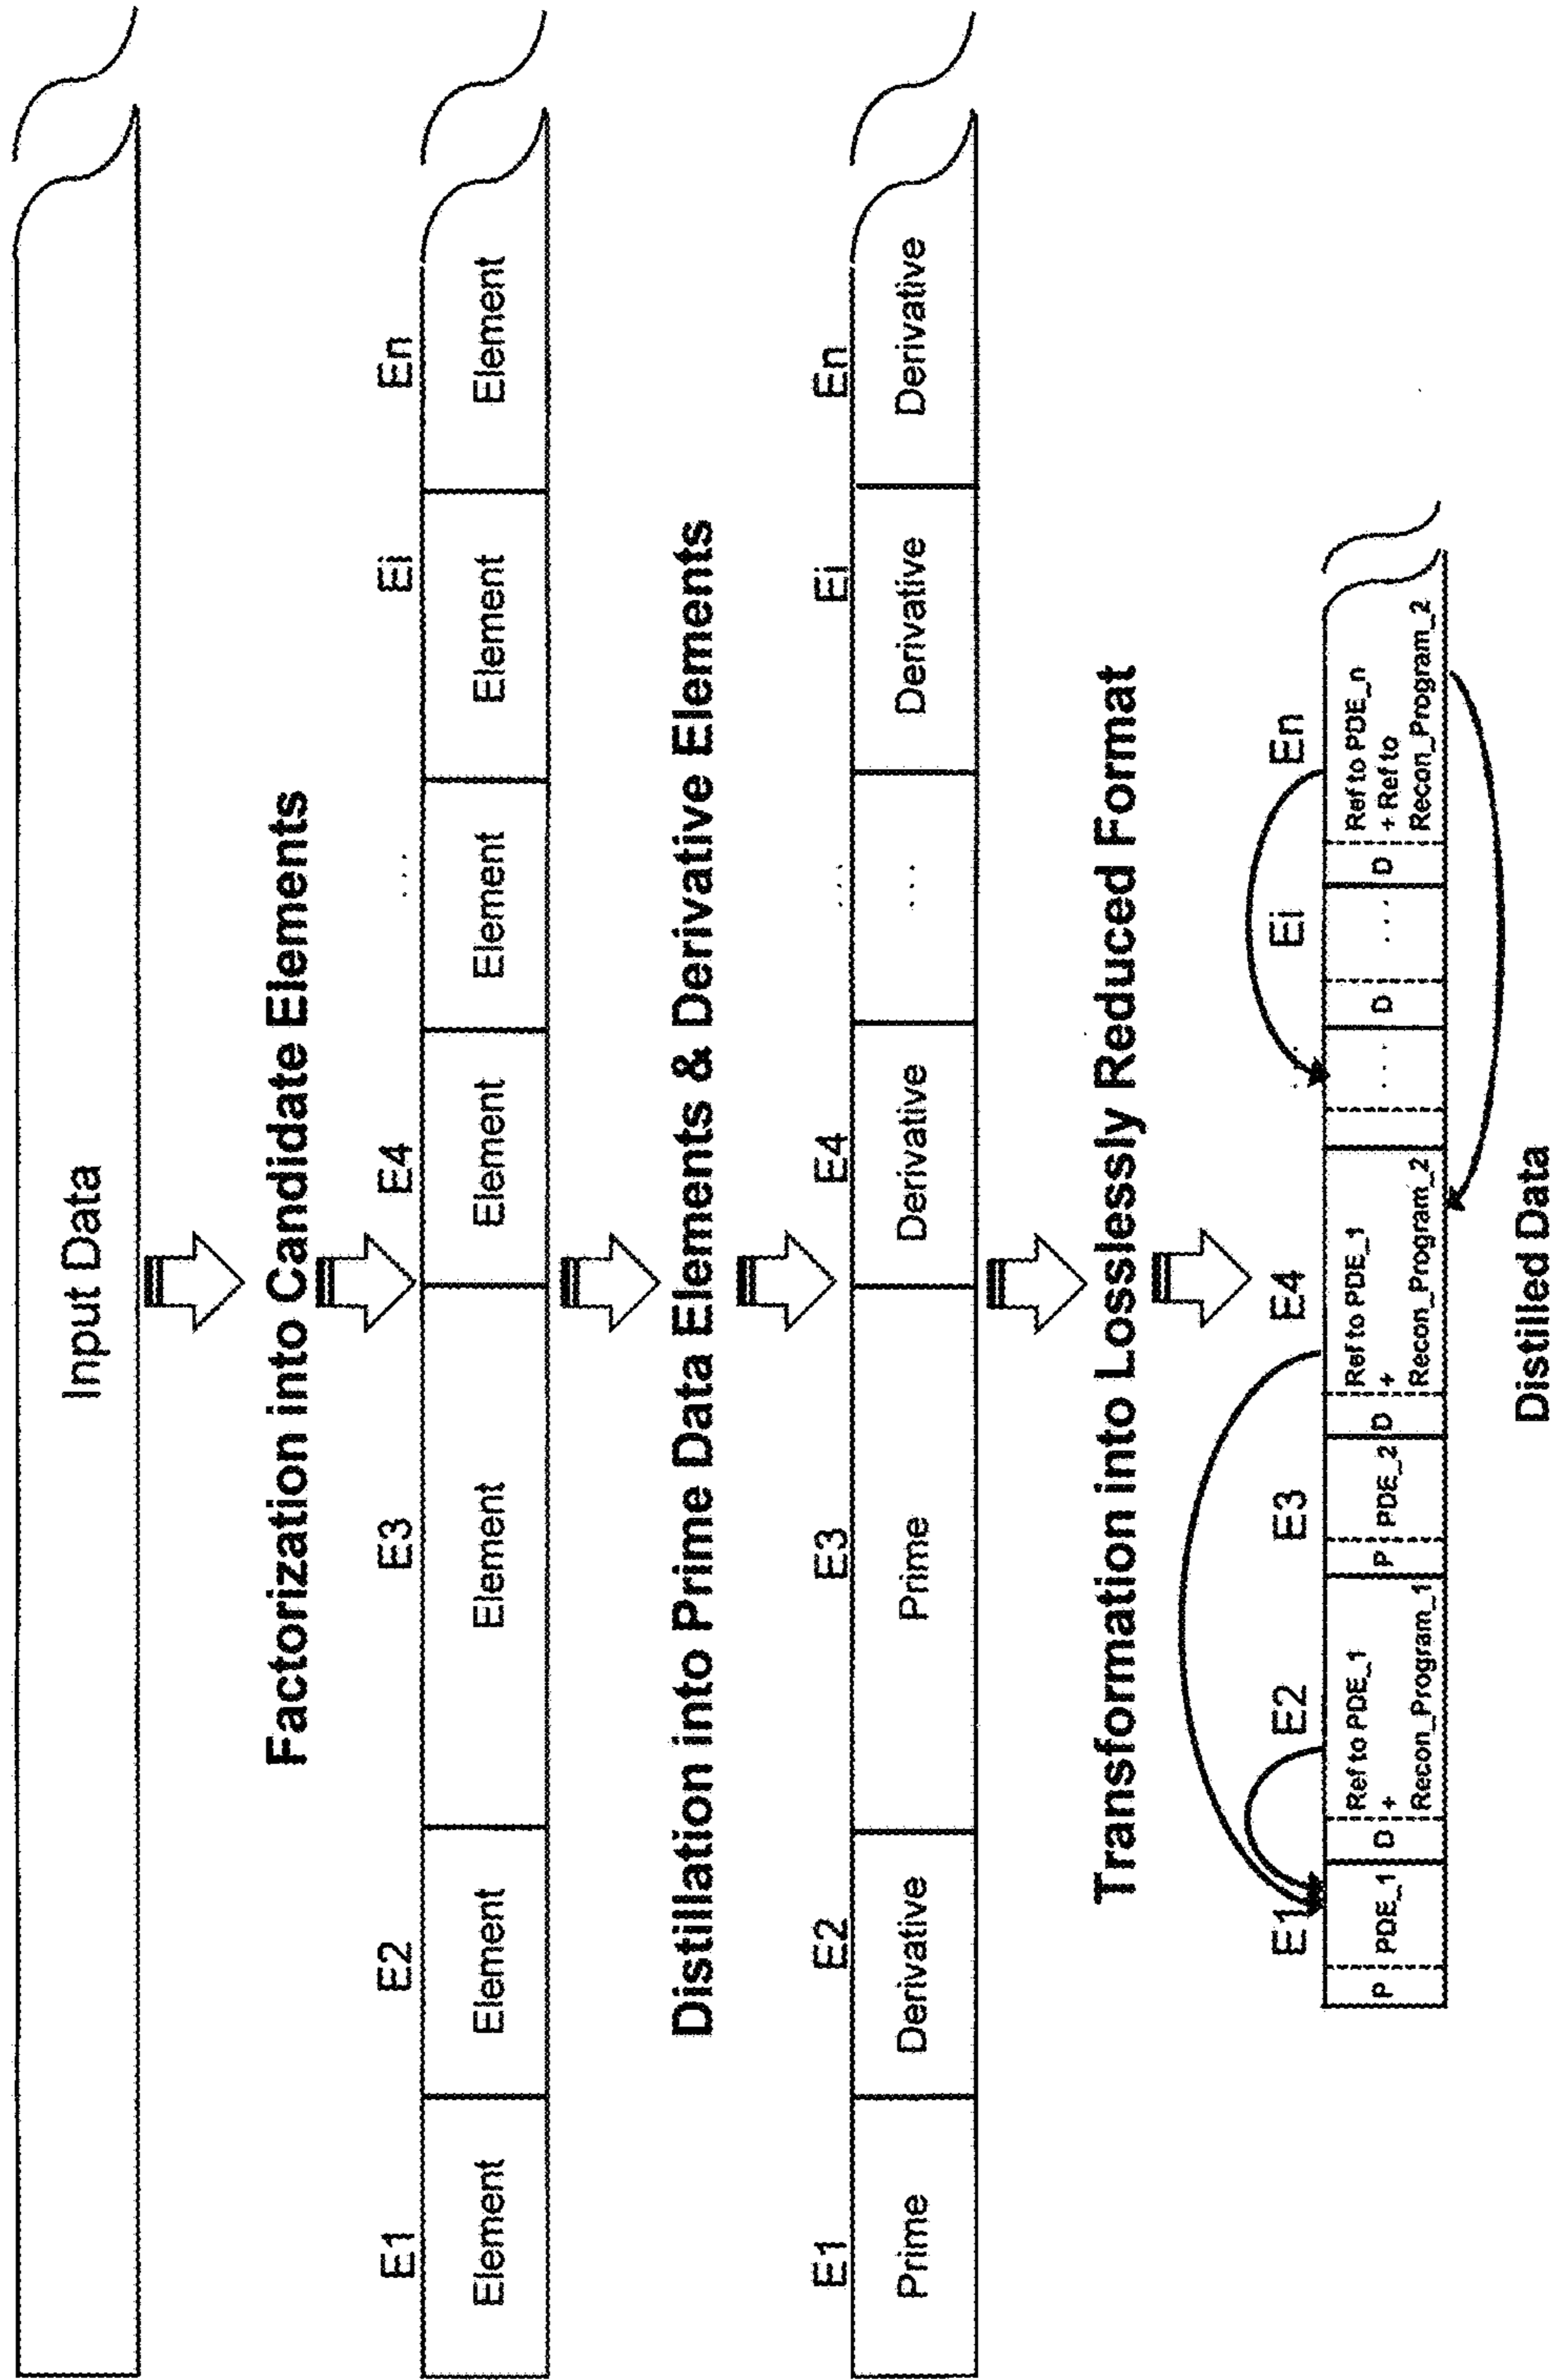 Input Data
Factorization into Candidate Elements
E1 E2 E3 E4 ... Ei En
Element Element Element Element Element Element Element
Distillation into Prime Data Elements & Derivative Elements
E1 E2 E3 E4 ... Ei En
Prime Derivative Prime Derivative ... Derivative Derivative
Transformation into Losslessly Reduced Format
E1 E2 E3 E4 Ei En
P PDE_1 D Ref to PDE_1 + Recon_Program_1 P PDE_2 D Ref to PDE_1 + Recon_Program_2 ... D ... D Ref to PDE_n + Ref to Recon_Program_2
Distilled Data